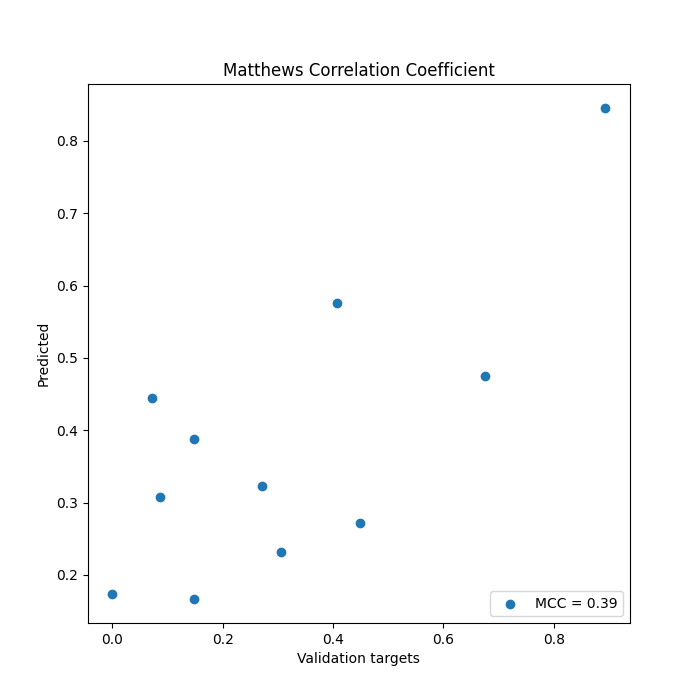 Matthews Correlation Coefficient
0.8
0.7
0.6
0.5
0.4
0.3
0.2
Predicted
MCC = 0.39
0.0 0.2 0.4 0.6 0.8
Validation targets